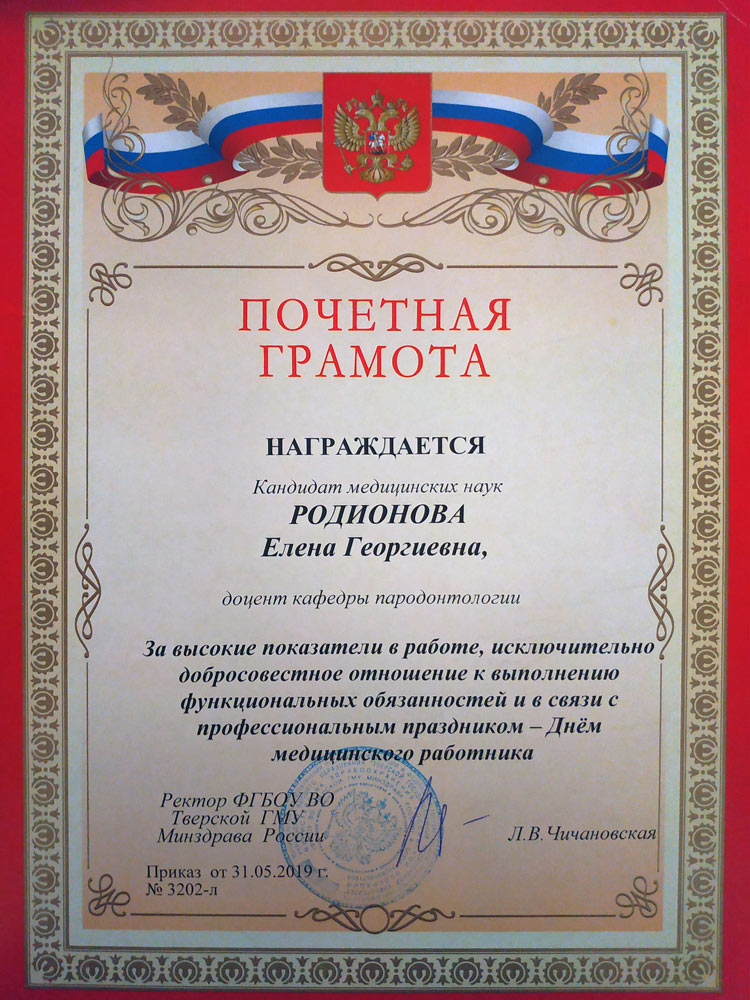 ПОЧЕТНАЯ
ГРАМОТА
НАГРАЖДАЕТСЯ
Кандидат медицинских наук
РОДИОНОВА
Елена Георгиевна,
доцент кафедры пародонтологии
За высокие показатели в работе, исключительно
добросовестное отношение к выполнению
функциональных обязанностей и в связи с
профессиональным праздником – Днём
медицинского работника
Ректор ФГБОУ ВО
Тверской ГМУ
Минздрава России
Л.В.Чичановская
Приказ от 31.05.2019 г.
№ 3202-л